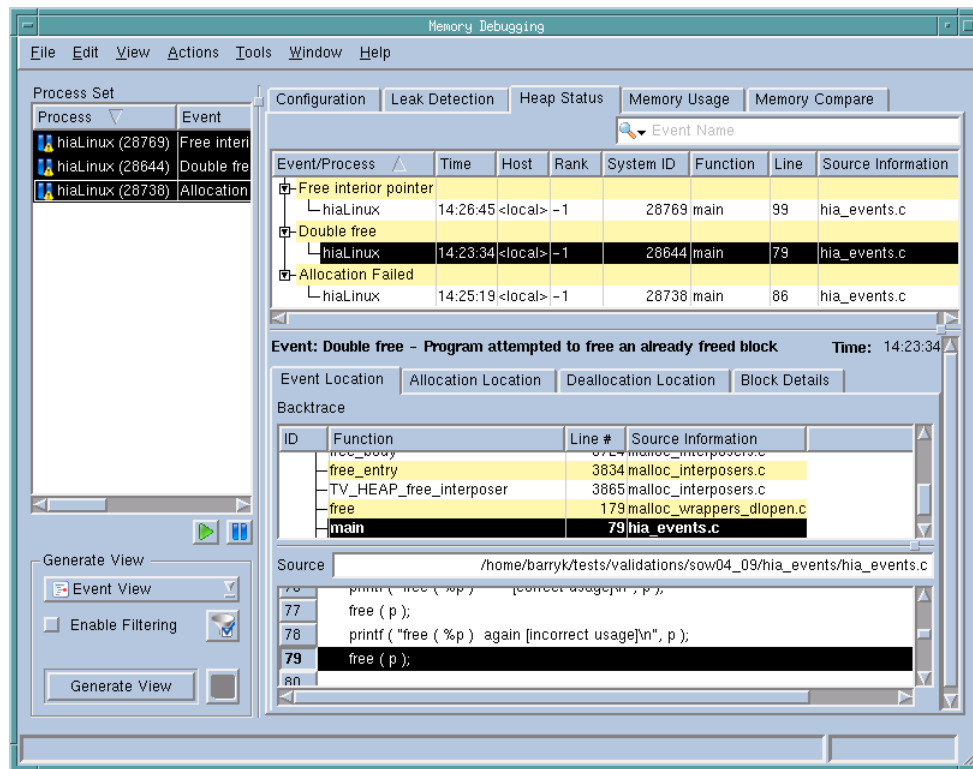 Memory Debugging
File Edit View Actions Tools Window Help
Process Set
Process Event
hiaLinux (28769) Free interi
hiaLinux (28644) Double fre
hiaLinux (28738) Allocation
Generate View
Event View
Enable Filtering
Generate View
Configuration Leak Detection Heap Status Memory Usage Memory Compare
Event Name
Event/Process Time Host Rank System ID Function Line Source Information
Free interior pointer
hiaLinux 14:26:45 <local> -1 28769 main 99 hia_events.c
Double free
hiaLinux 14:23:34 <local> -1 28644 main 79 hia_events.c
Allocation Failed
hiaLinux 14:25:19 <local> -1 28738 main 86 hia_events.c
Event: Double free - Program attempted to free an already freed block Time: 14:23:34
Event Location Allocation Location Deallocation Location Block Details
Backtrace
ID Function Line # Source Information
free_body malloc_interposers.c
free_entry 3834 malloc_interposers.c
TV_HEAP_free_interposer 3865 malloc_interposers.c
free 179 malloc_wrappers_dlopen.c
main 79 hia_events.c
Source /home/barryk/tests/validations/sow04_09/hia_events/hia_events.c
printf ( "free ( %p ) [correct usage]\n", p );
77 free ( p );
78 printf ( "free ( %p ) again [incorrect usage]\n", p );
79 free ( p );
80